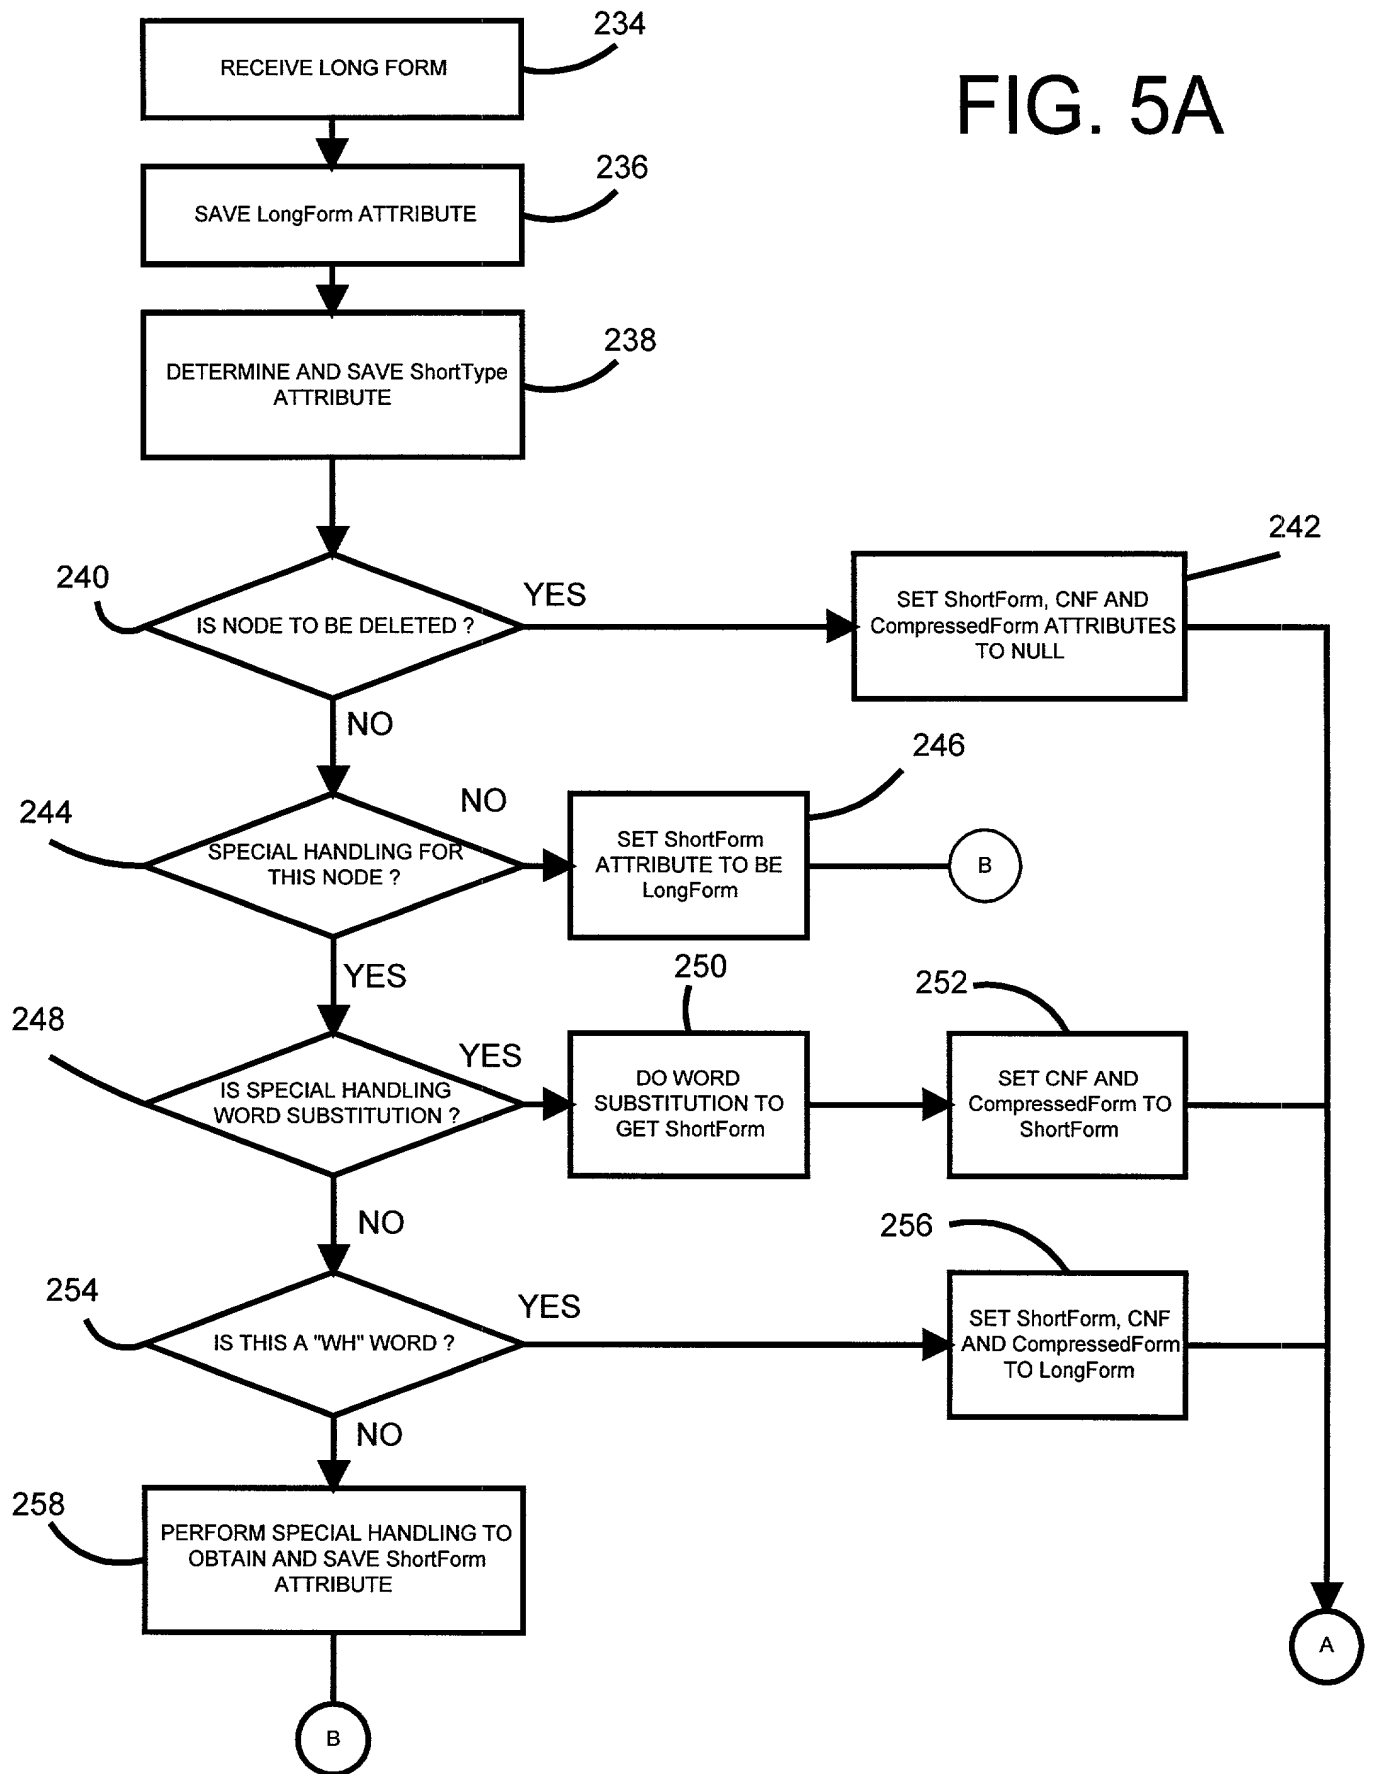 234
RECEIVE LONG FORM
FIG. 5A
236
SAVE LongForm ATTRIBUTE
238
DETERMINE AND SAVE ShortType
ATTRIBUTE
240
IS NODE TO BE DELETED ?
YES
242
SET ShortForm, CNF AND
CompressedForm ATTRIBUTES
TO NULL
NO
244
SPECIAL HANDLING FOR
THIS NODE ?
NO
246
SET ShortForm
ATTRIBUTE TO BE
LongForm
B
YES
248
IS SPECIAL HANDLING
WORD SUBSTITUTION ?
YES
250
DO WORD
SUBSTITUTION TO
GET ShortForm
252
SET CNF AND
CompressedForm TO
ShortForm
NO
254
IS THIS A "WH" WORD ?
YES
256
SET ShortForm, CNF
AND CompressedForm
TO LongForm
NO
258
PERFORM SPECIAL HANDLING TO
OBTAIN AND SAVE ShortForm
ATTRIBUTE
A
B